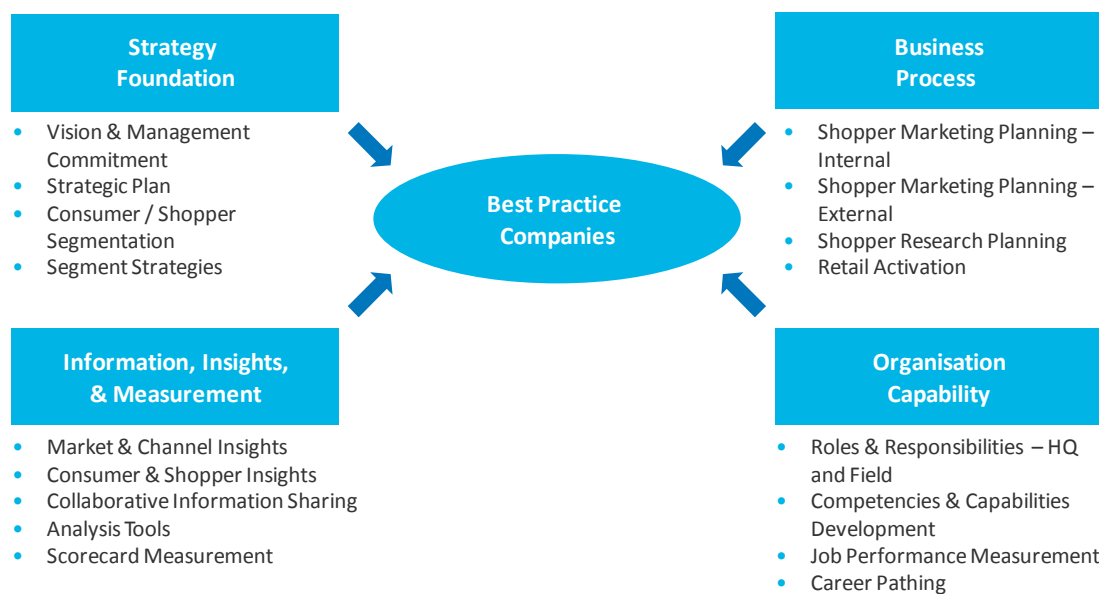 Strategy
Foundation
• Vision & Management
Commitment
• Strategic Plan
• Consumer / Shopper
Segmentation
• Segment Strategies
Business
Process
• Shopper Marketing Planning –
Internal
• Shopper Marketing Planning –
External
• Shopper Research Planning
• Retail Activation
Best Practice
Companies
Information, Insights,
& Measurement
• Market & Channel Insights
• Consumer & Shopper Insights
• Collaborative Information Sharing
• Analysis Tools
• Scorecard Measurement
Organisation
Capability
• Roles & Responsibilities – HQ
and Field
• Competencies & Capabilities
Development
• Job Performance Measurement
• Career Pathing